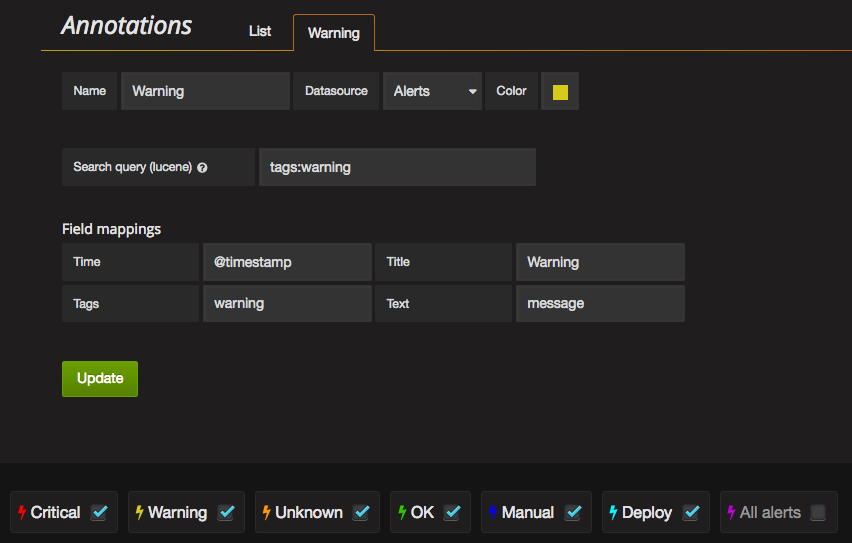 Annotations List Warning
Name Warning Datasource Alerts Color
Search query (lucene) ? tags:warning
Field mappings
Time @timestamp Title Warning
Tags warning Text message
Update
Critical Warning Unknown OK Manual Deploy All alerts